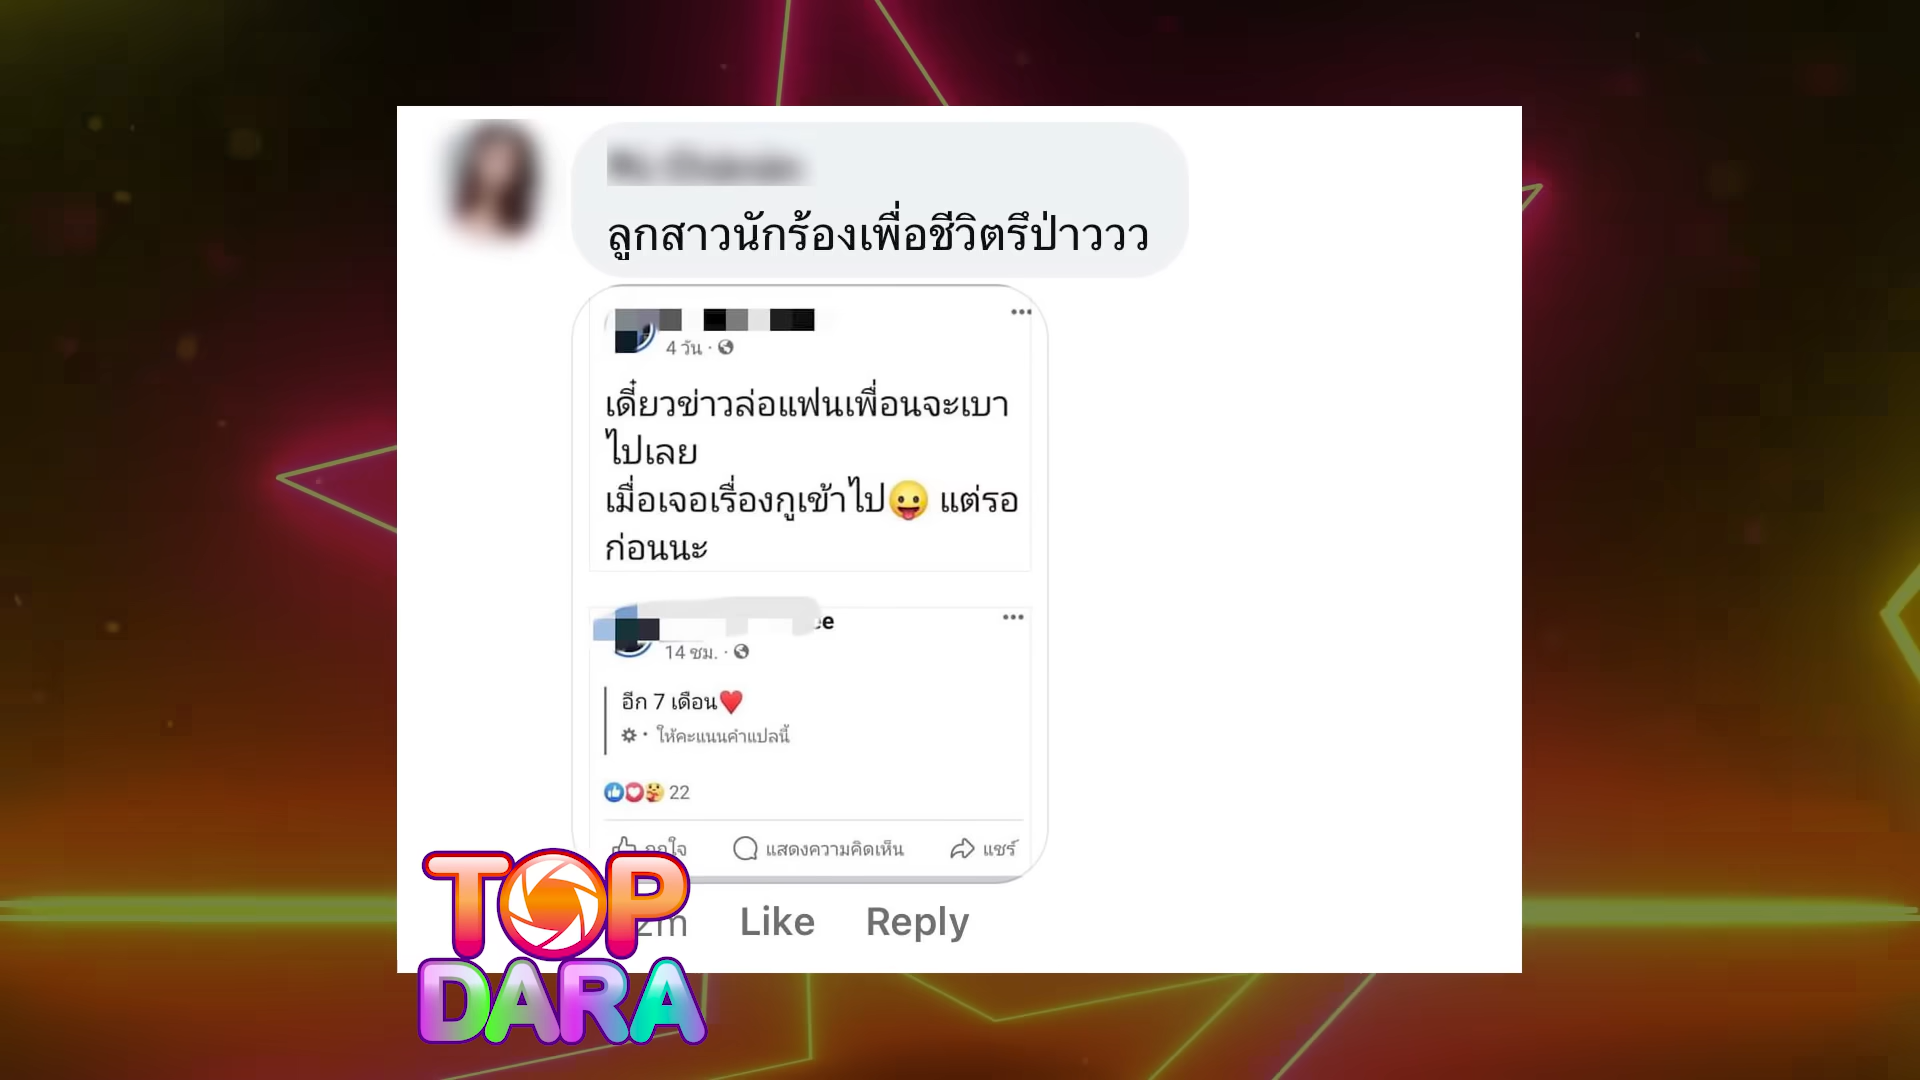 ลูกสาวนักร้องเพื่อชีวิตรึป่าววว
4 วัน ·
เดี๋ยวข่าวล่อแฟนเพื่อนจะเบา
ไปเลย
เมื่อเจอเรื่องกูเข้าไป😛 แต่รอ
ก่อนนะ
ee
14 ชม. ·
อีก 7 เดือน❤️
· ให้คะแนนคำแปลนี้
22
ถูกใจ แสดงความคิดเห็น แชร์
2m Like Reply
TOP
DARA